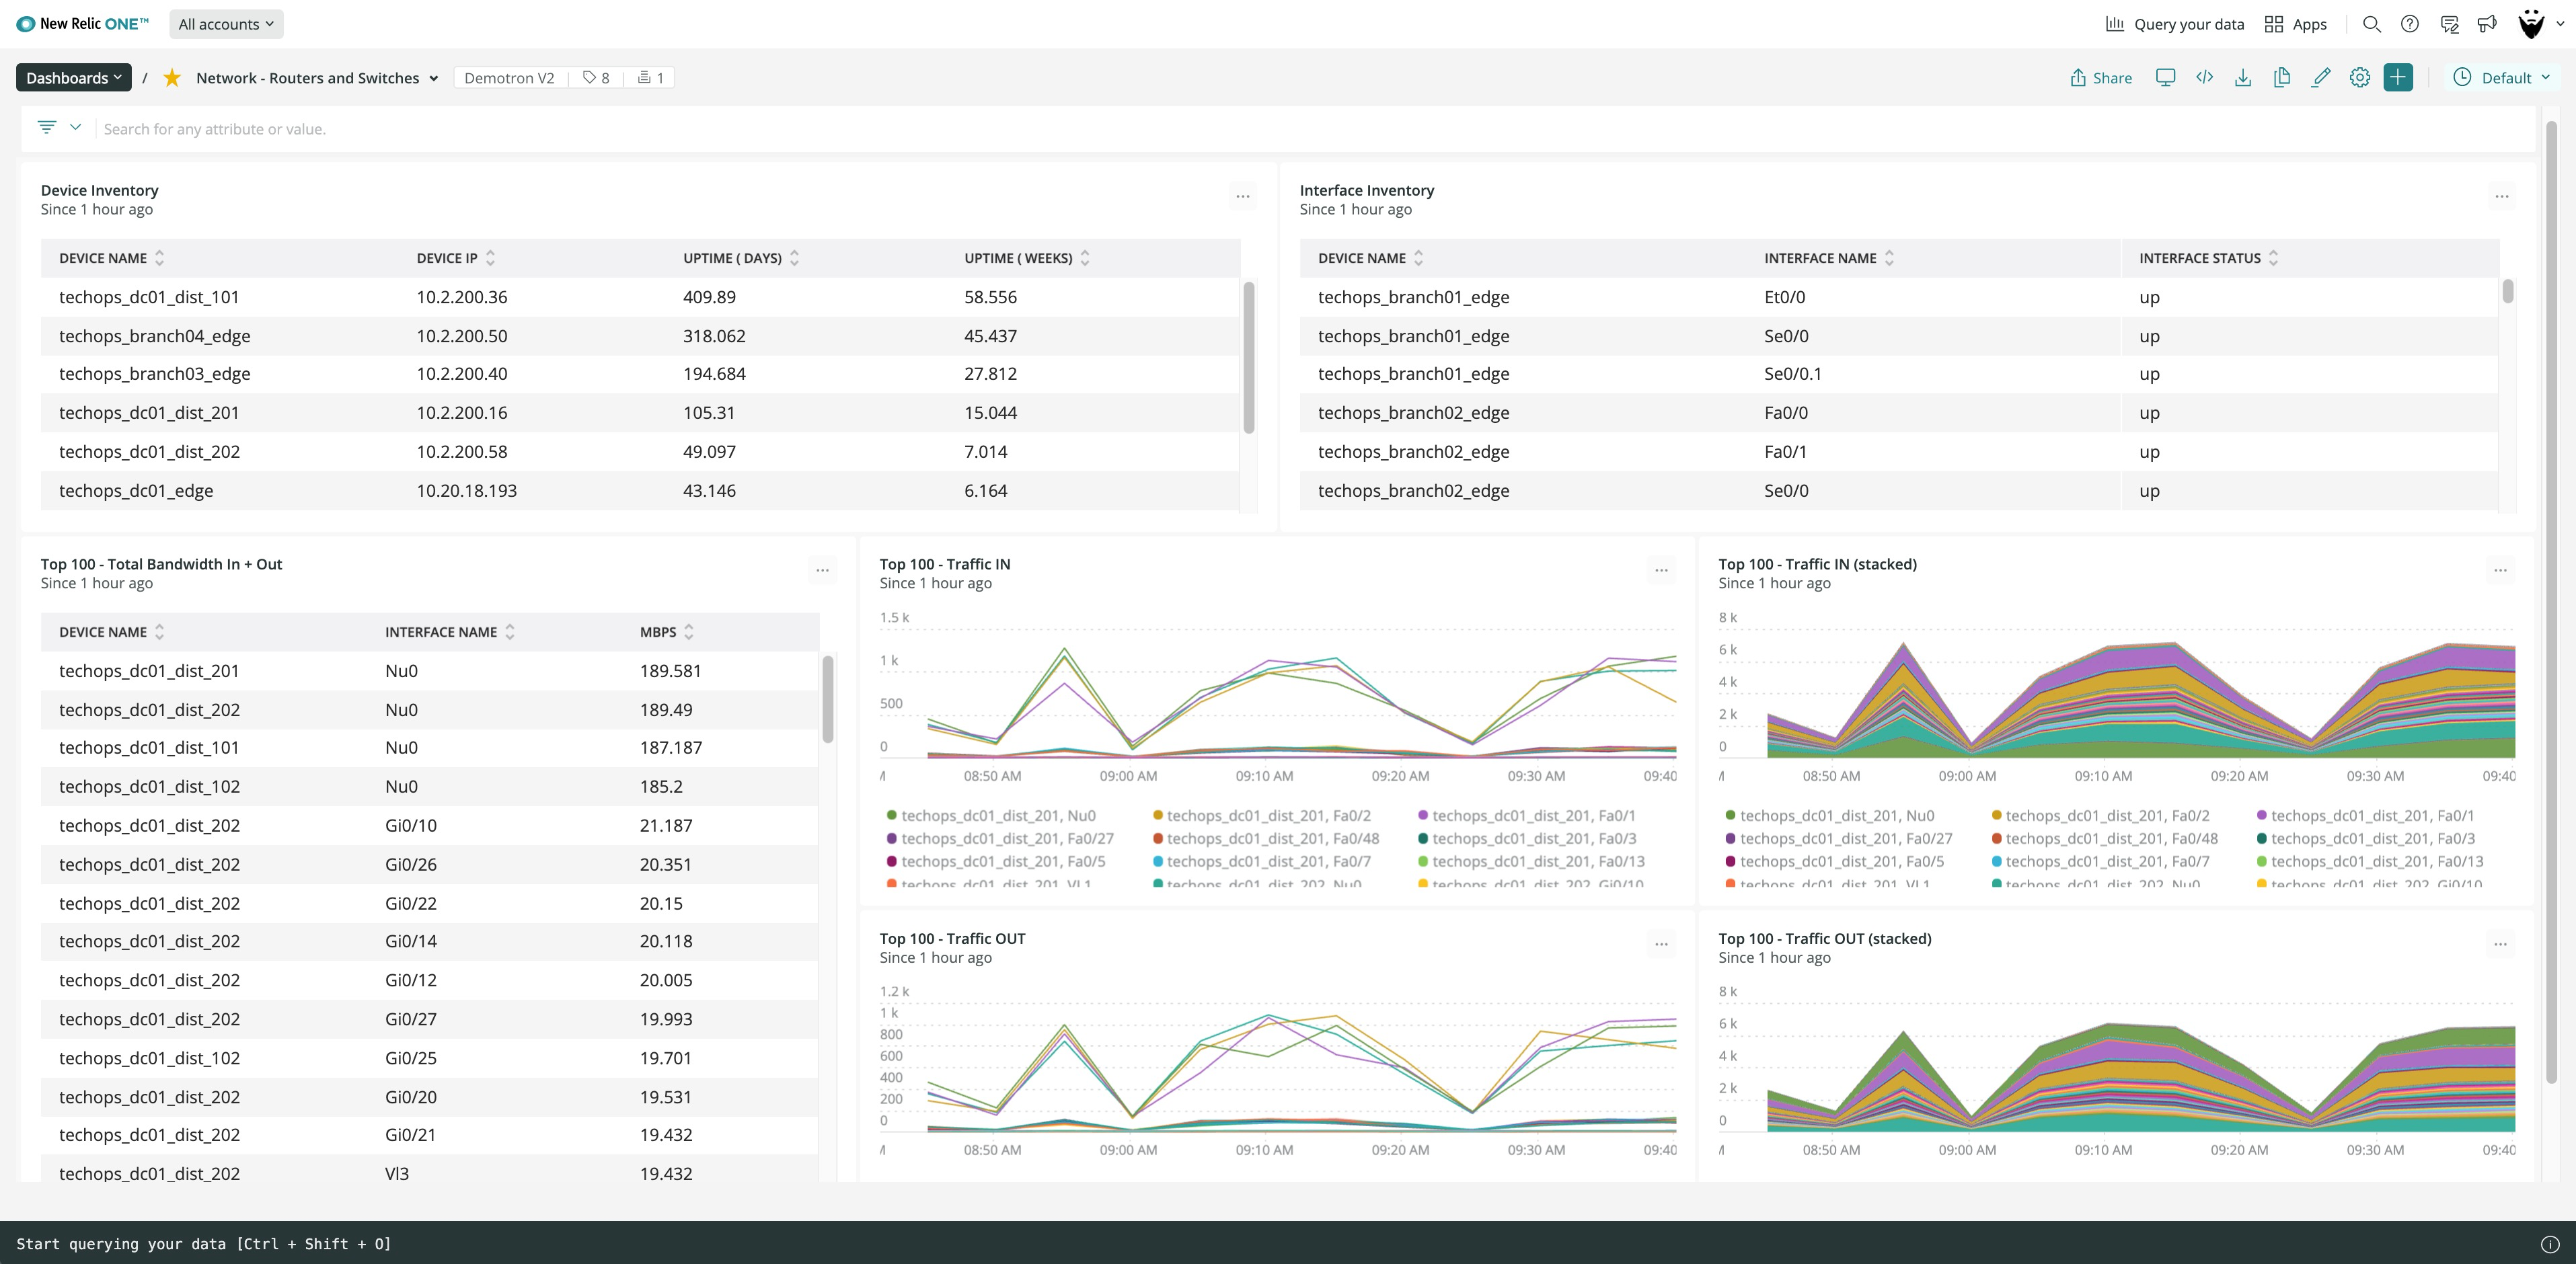 New Relic ONE™ All accounts Query your data Apps
Dashboards / Network - Routers and Switches Demotron V2 8 1 Share Default
Search for any attribute or value.
Device Inventory
Since 1 hour ago
DEVICE NAME DEVICE IP UPTIME ( DAYS) UPTIME ( WEEKS)
techops_dc01_dist_101 10.2.200.36 409.89 58.556
techops_branch04_edge 10.2.200.50 318.062 45.437
techops_branch03_edge 10.2.200.40 194.684 27.812
techops_dc01_dist_201 10.2.200.16 105.31 15.044
techops_dc01_dist_202 10.2.200.58 49.097 7.014
techops_dc01_edge 10.20.18.193 43.146 6.164
Interface Inventory
Since 1 hour ago
DEVICE NAME INTERFACE NAME INTERFACE STATUS
techops_branch01_edge Et0/0 up
techops_branch01_edge Se0/0 up
techops_branch01_edge Se0/0.1 up
techops_branch02_edge Fa0/0 up
techops_branch02_edge Fa0/1 up
techops_branch02_edge Se0/0 up
Top 100 - Total Bandwidth In + Out
Since 1 hour ago
DEVICE NAME INTERFACE NAME MBPS
techops_dc01_dist_201 Nu0 189.581
techops_dc01_dist_202 Nu0 189.49
techops_dc01_dist_101 Nu0 187.187
techops_dc01_dist_102 Nu0 185.2
techops_dc01_dist_202 Gi0/10 21.187
techops_dc01_dist_202 Gi0/26 20.351
techops_dc01_dist_202 Gi0/22 20.15
techops_dc01_dist_202 Gi0/14 20.118
techops_dc01_dist_202 Gi0/12 20.005
techops_dc01_dist_202 Gi0/27 19.993
techops_dc01_dist_102 Gi0/25 19.701
techops_dc01_dist_202 Gi0/20 19.531
techops_dc01_dist_202 Gi0/21 19.432
techops_dc01_dist_202 Vl3 19.432
Top 100 - Traffic IN
Since 1 hour ago
1.5 k
1 k
500
0
08:50 AM 09:00 AM 09:10 AM 09:20 AM 09:30 AM 09:40
techops_dc01_dist_201, Nu0 techops_dc01_dist_201, Fa0/2 techops_dc01_dist_201, Fa0/1
techops_dc01_dist_201, Fa0/27 techops_dc01_dist_201, Fa0/48 techops_dc01_dist_201, Fa0/3
techops_dc01_dist_201, Fa0/5 techops_dc01_dist_201, Fa0/7 techops_dc01_dist_201, Fa0/13
techops_dc01_dist_201, VL1 techops_dc01_dist_202, Nu0 techops_dc01_dist_202, Gi0/10
Top 100 - Traffic IN (stacked)
Since 1 hour ago
8 k
6 k
4 k
2 k
0
08:50 AM 09:00 AM 09:10 AM 09:20 AM 09:30 AM 09:40
techops_dc01_dist_201, Nu0 techops_dc01_dist_201, Fa0/2 techops_dc01_dist_201, Fa0/1
techops_dc01_dist_201, Fa0/27 techops_dc01_dist_201, Fa0/48 techops_dc01_dist_201, Fa0/3
techops_dc01_dist_201, Fa0/5 techops_dc01_dist_201, Fa0/7 techops_dc01_dist_201, Fa0/13
techops_dc01_dist_201, VL1 techops_dc01_dist_202, Nu0 techops_dc01_dist_202, Gi0/10
Top 100 - Traffic OUT
Since 1 hour ago
1.2 k
1 k
800
600
400
200
0
08:50 AM 09:00 AM 09:10 AM 09:20 AM 09:30 AM 09:40
Top 100 - Traffic OUT (stacked)
Since 1 hour ago
8 k
6 k
4 k
2 k
0
08:50 AM 09:00 AM 09:10 AM 09:20 AM 09:30 AM 09:40
Start querying your data [Ctrl + Shift + O]